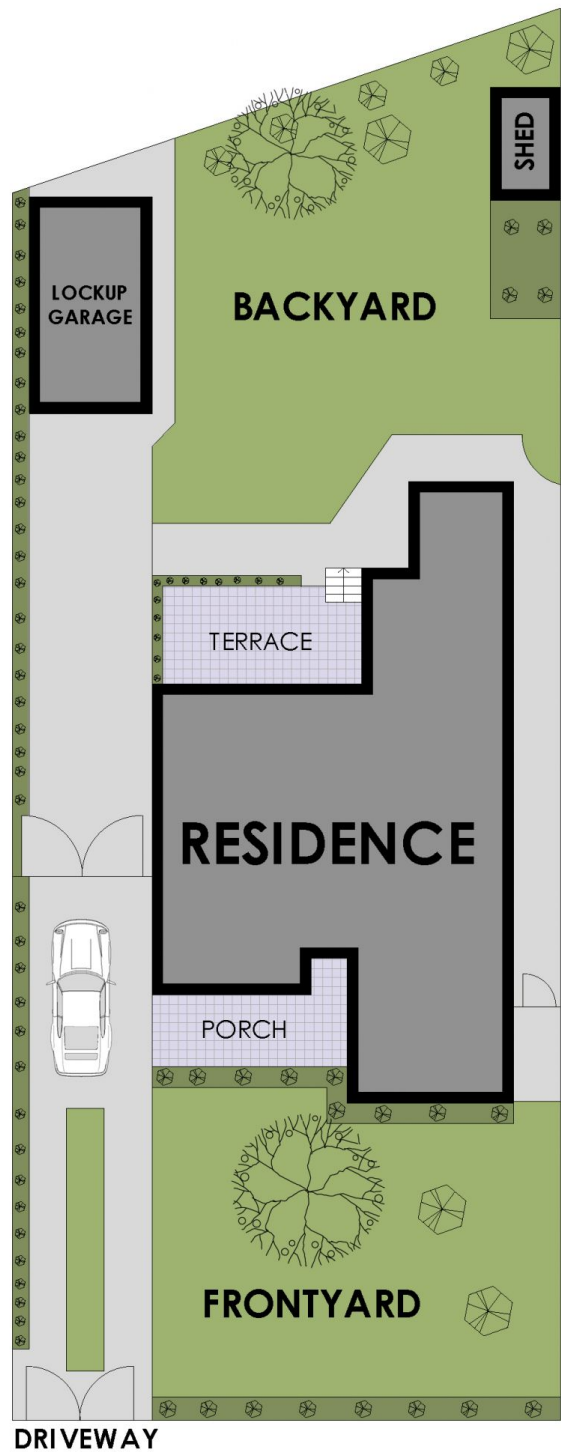 SHED
LOCKUP
GARAGE
BACKYARD
TERRACE
RESIDENCE
PORCH
FRONTYARD
DRIVEWAY